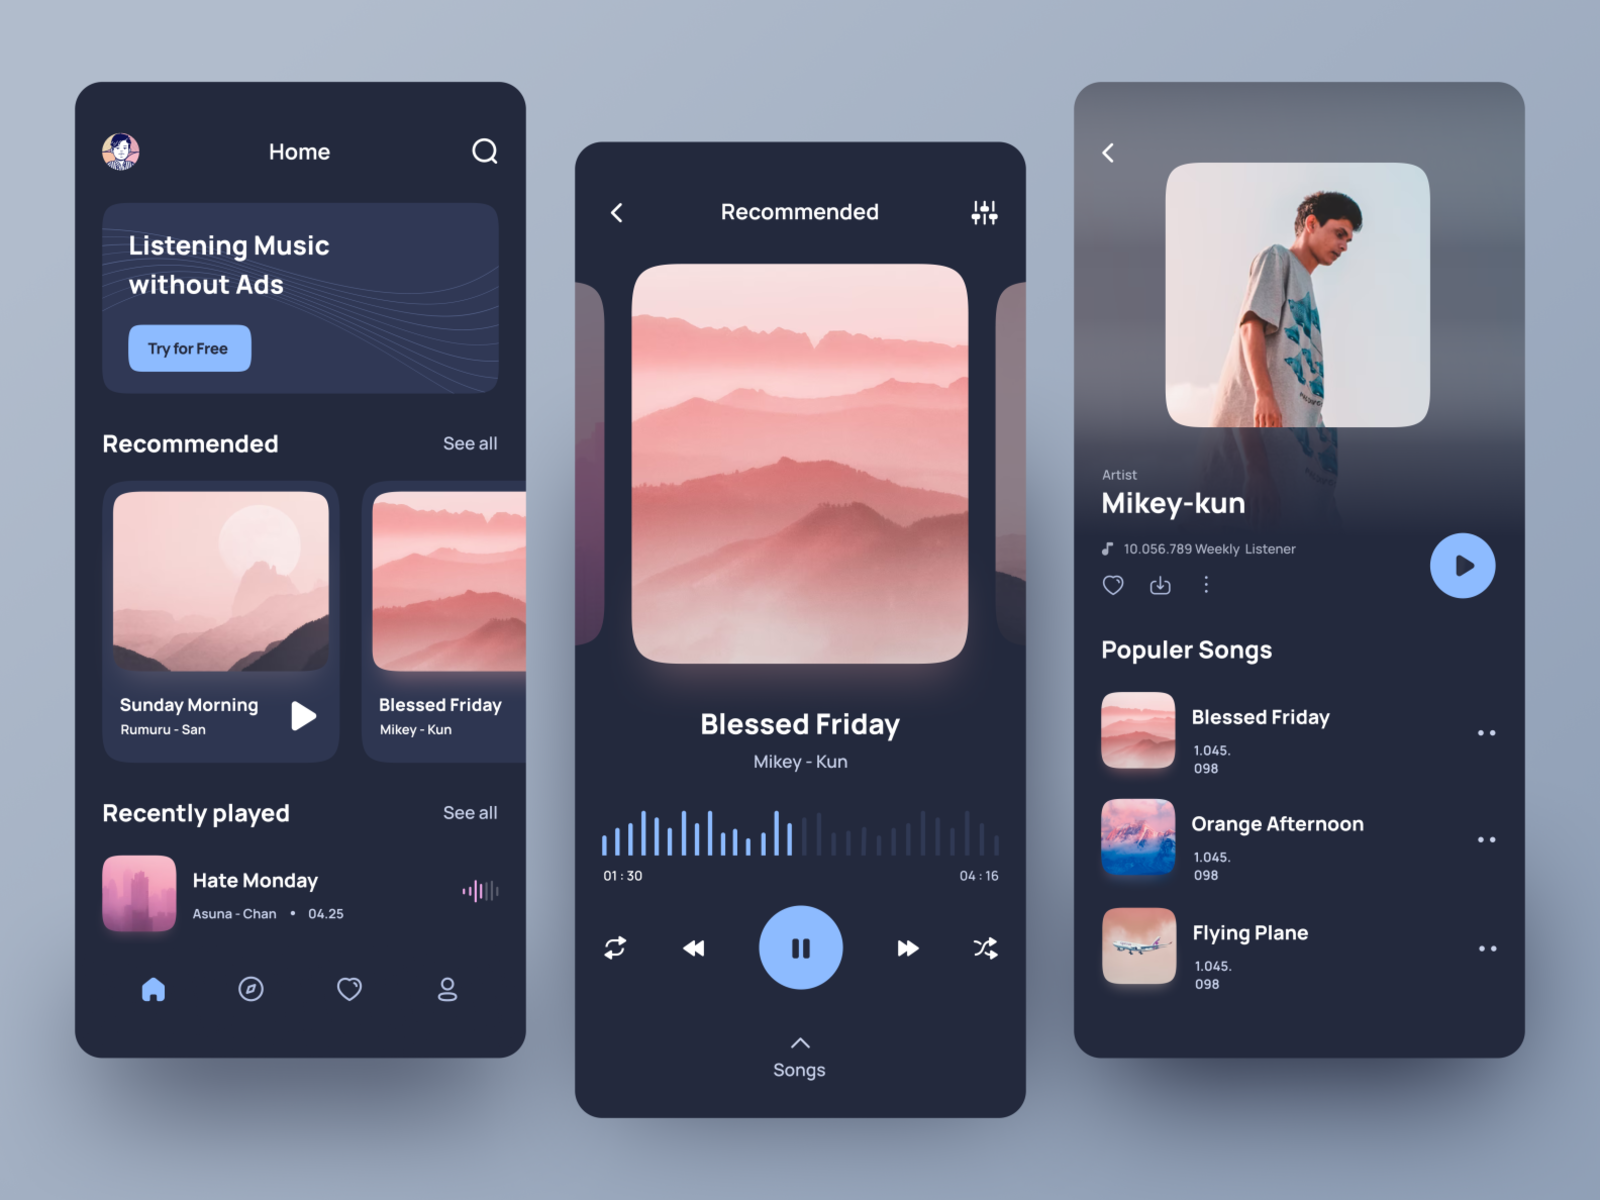 Home
Listening Music
without Ads
Try for Free
Recommended
See all
Sunday Morning
Rumuru - San
Blessed Friday
Mikey - Kun
Recently played
See all
Hate Monday
Asuna - Chan • 04.25
Recommended
Blessed Friday
Mikey - Kun
01 : 30
04 : 16
Songs
Artist
Mikey-kun
10.056.789 Weekly Listener
Populer Songs
Blessed Friday
1.045.
098
Orange Afternoon
1.045.
098
Flying Plane
1.045.
098